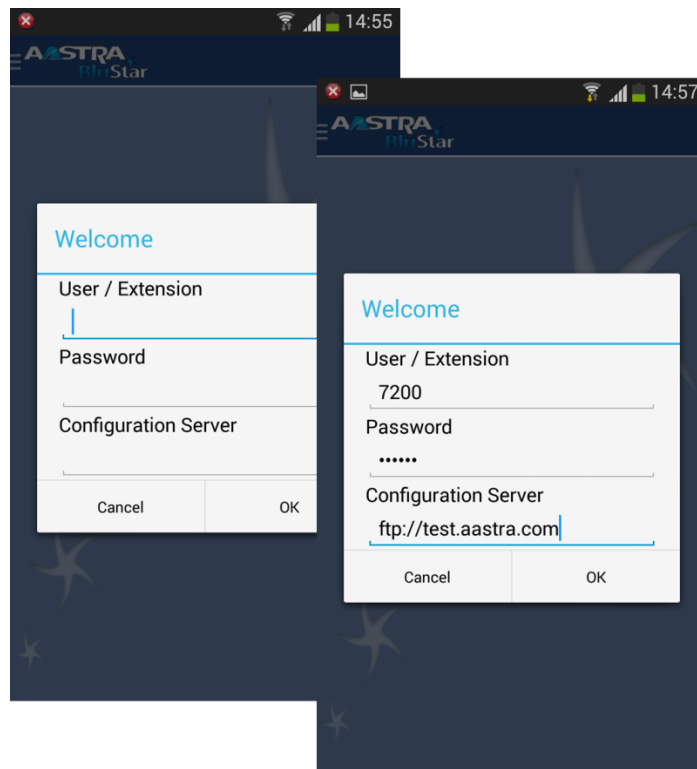 14:55
AASTRA
BluStar
Welcome
User / Extension
Password
Configuration Server
Cancel OK
14:57
AASTRA
BluStar
Welcome
User / Extension
7200
Password
••••••
Configuration Server
ftp://test.aastra.com
Cancel OK